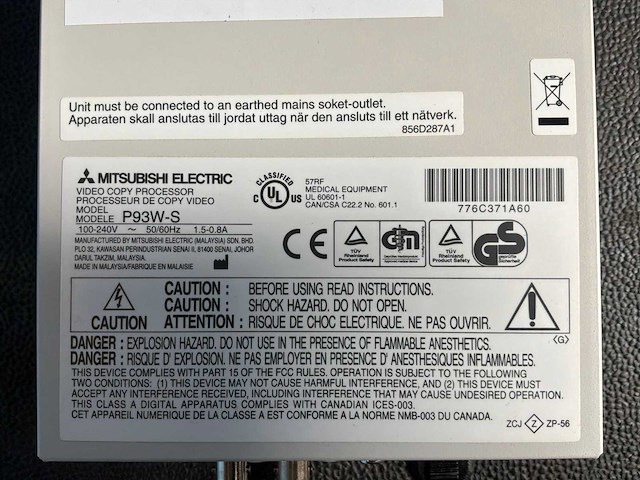 Unit must be connected to an earthed mains soket-outlet.
Apparaten skall anslutas till jordat uttag når den ansluts till ett nätverk.
856D287A1
MITSUBISHI ELECTRIC
VIDEO COPY PROCESSOR
PROCESSEUR DE COPY VIDEO
MODEL
MODELE P93W-S
100-240V ~ 50/60Hz 1.5-0.8A
MANUFACTURED BY MITSUBISHI ELECTRIC (MALAYSIA) SDN. BHD.
PLO 32, KAWASAN PERINDUSTRIAN SENAI II, 81400 SENAI, JOHOR
DARUL TAKZIM, MALAYSIA.
MADE IN MALAYSIA/FABRIQUE EN MALAISIE
CLASSIFIED
C UL US
57RF
MEDICAL EQUIPMENT
UL 60601-1
CAN/CSA C22.2 No. 601.1
776C371A60
CE
TÜV
Rheinland
Product Safety
GM
TÜV
Rheinland
Product Safety
GS
geprüfte
Sicherheit
CAUTION
CAUTION : BEFORE USING READ INSTRUCTIONS.
CAUTION : SHOCK HAZARD. DO NOT OPEN.
ATTENTION : RISQUE DE CHOC ELECTRIQUE. NE PAS OUVRIR.
DANGER : EXPLOSION HAZARD. DO NOT USE IN THE PRESENCE OF FLAMMABLE ANESTHETICS.
〈G〉
DANGER : RISQUE D' EXPLOSION. NE PAS EMPLOYER EN PRESENCE D' ANESTHESIQUES INFLAMMABLES.
THIS DEVICE COMPLIES WITH PART 15 OF THE FCC RULES. OPERATION IS SUBJECT TO THE FOLLOWING
TWO CONDITIONS: (1) THIS DEVICE MAY NOT CAUSE HARMFUL INTERFERENCE, AND (2) THIS DEVICE MUST
ACCEPT ANY INTERFERENCE RECEIVED, INCLUDING INTERFERENCE THAT MAY CAUSE UNDESIRED OPERATION.
THIS CLASS A DIGITAL APPARATUS COMPLIES WITH CANADIAN ICES-003.
CET APPAREIL NUMERIQUE DE LA CLASSE A EST CONFORME A LA NORME NMB-003 DU CANADA.
ZCJ Z ZP-56